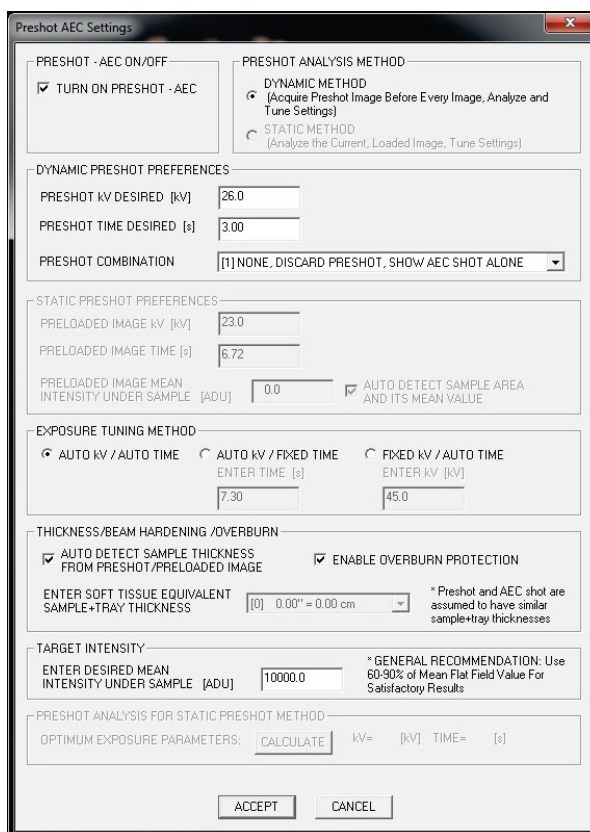 Preshot AEC Settings
PRESHOT - AEC ON/OFF
TURN ON PRESHOT - AEC
PRESHOT ANALYSIS METHOD
DYNAMIC METHOD
(Acquire Preshot Image Before Every Image, Analyze and
Tune Settings)
STATIC METHOD
(Analyze the Current, Loaded Image, Tune Settings)
DYNAMIC PRESHOT PREFERENCES
PRESHOT kV DESIRED [kV] 26.0
PRESHOT TIME DESIRED [s] 3.00
PRESHOT COMBINATION [1] NONE, DISCARD PRESHOT, SHOW AEC SHOT ALONE
STATIC PRESHOT PREFERENCES
PRELOADED IMAGE kV [kV] 23.0
PRELOADED IMAGE TIME [s] 6.72
PRELOADED IMAGE MEAN
INTENSITY UNDER SAMPLE [ADU] 0.0
AUTO DETECT SAMPLE AREA
AND ITS MEAN VALUE
EXPOSURE TUNING METHOD
AUTO kV / AUTO TIME
AUTO kV / FIXED TIME
ENTER TIME [s]
7.30
FIXED kV / AUTO TIME
ENTER kV [kV]
45.0
THICKNESS/BEAM HARDENING /OVERBURN
AUTO DETECT SAMPLE THICKNESS
FROM PRESHOT/PRELOADED IMAGE
ENABLE OVERBURN PROTECTION
ENTER SOFT TISSUE EQUIVALENT
SAMPLE+TRAY THICKNESS
[0] 0.00" = 0.00 cm
* Preshot and AEC shot are
assumed to have similar
sample+tray thicknesses
TARGET INTENSITY
ENTER DESIRED MEAN
INTENSITY UNDER SAMPLE [ADU] 10000.0
* GENERAL RECOMMENDATION: Use
60-90% of Mean Flat Field Value For
Satisfactory Results
PRESHOT ANALYSIS FOR STATIC PRESHOT METHOD
OPTIMUM EXPOSURE PARAMETERS: CALCULATE kV= [kV] TIME= [s]
ACCEPT CANCEL